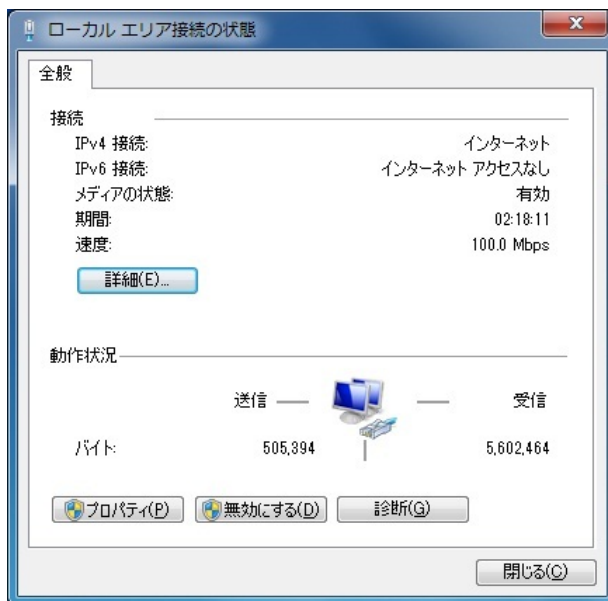 ローカル エリア接続の状態
全般
接続
IPv4 接続: インターネット
IPv6 接続: インターネット アクセスなし
メディアの状態: 有効
期間: 02:18:11
速度: 100.0 Mbps
詳細(E)...
動作状況
送信 受信
バイト: 505,394 5,602,464
プロパティ(P) 無効にする(D) 診断(G)
閉じる(C)